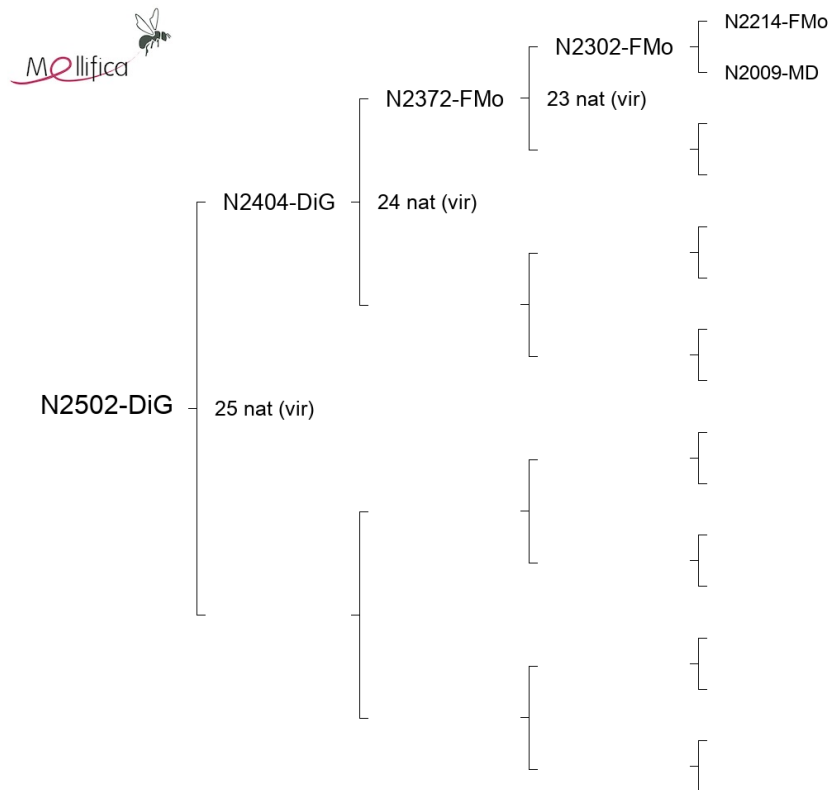 Mellifica
N2214-FMo
N2302-FMo
N2009-MD
N2372-FMo
23 nat (vir)
N2404-DiG
24 nat (vir)
N2502-DiG
25 nat (vir)